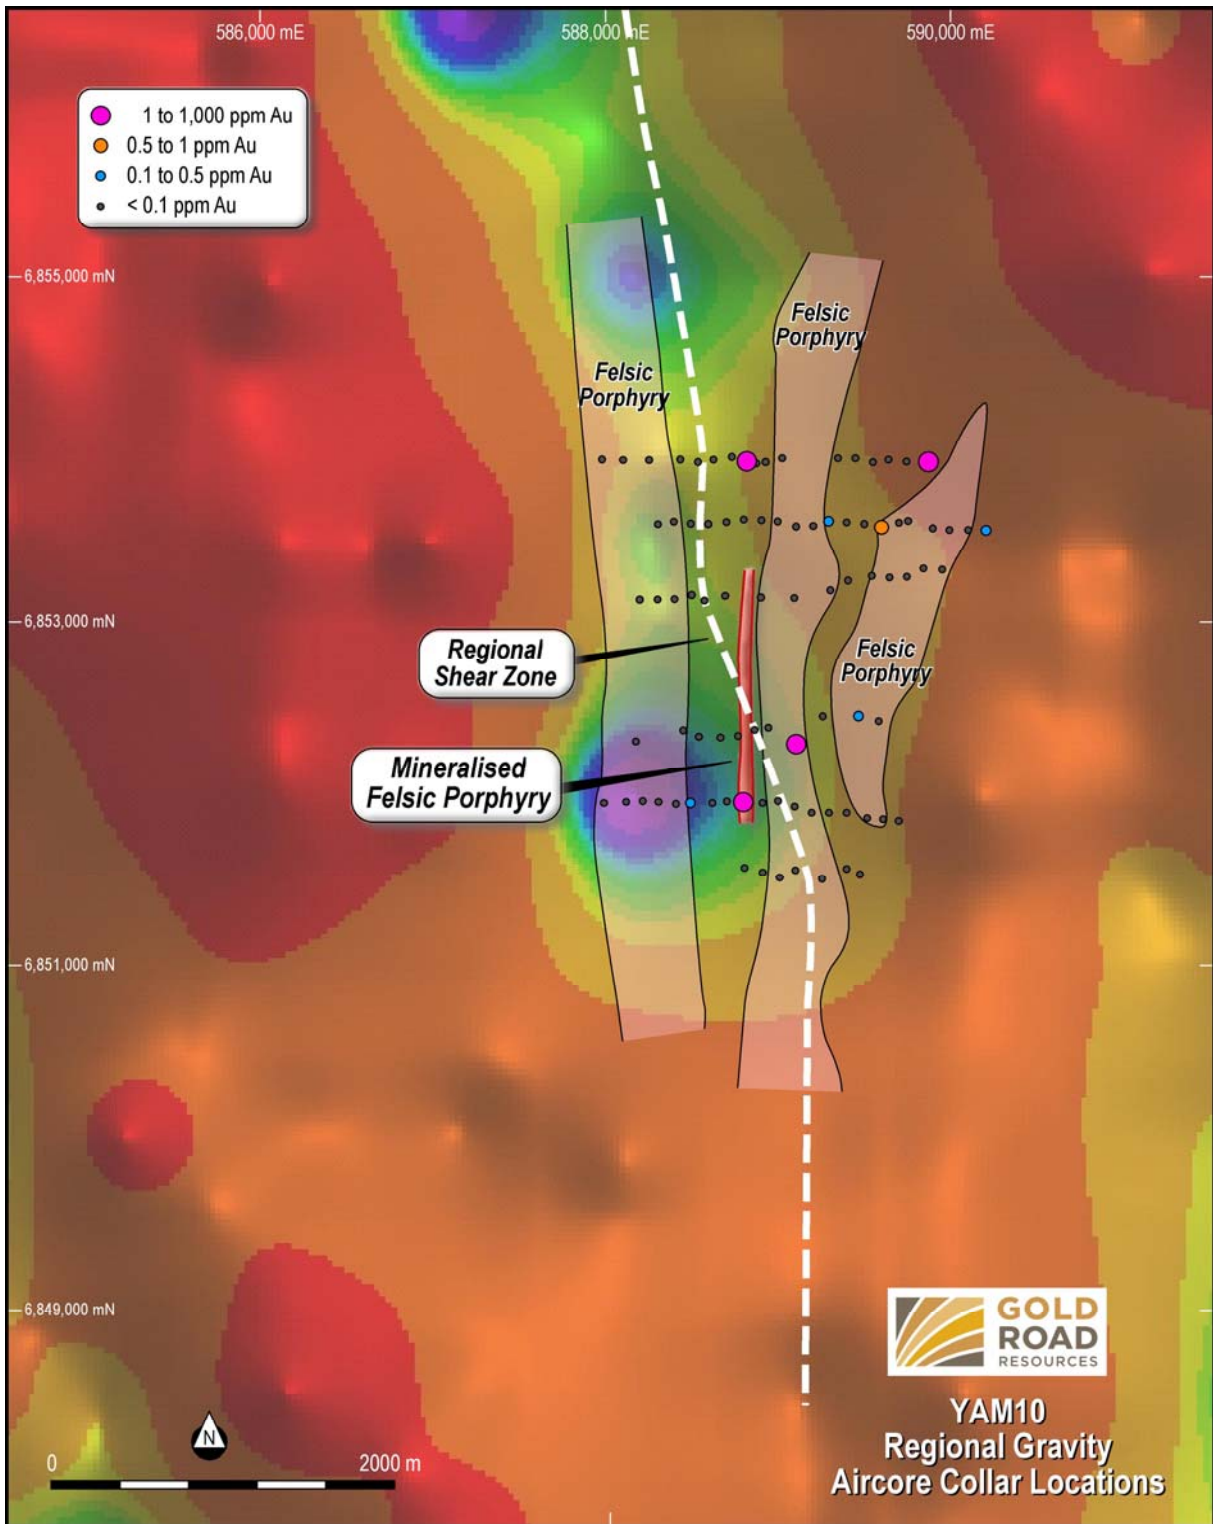 586,000 mE
588,000 mE
590,000 mE
1 to 1,000 ppm Au
0.5 to 1 ppm Au
0.1 to 0.5 ppm Au
< 0.1 ppm Au
6,855,000 mN
Felsic
Porphyry
Felsic
Porphyry
6,853,000 mN
Regional
Shear Zone
Felsic
Porphyry
Mineralised
Felsic Porphyry
6,851,000 mN
6,849,000 mN
GOLD
ROAD
RESOURCES
N
0
2000 m
YAM10
Regional Gravity
Aircore Collar Locations